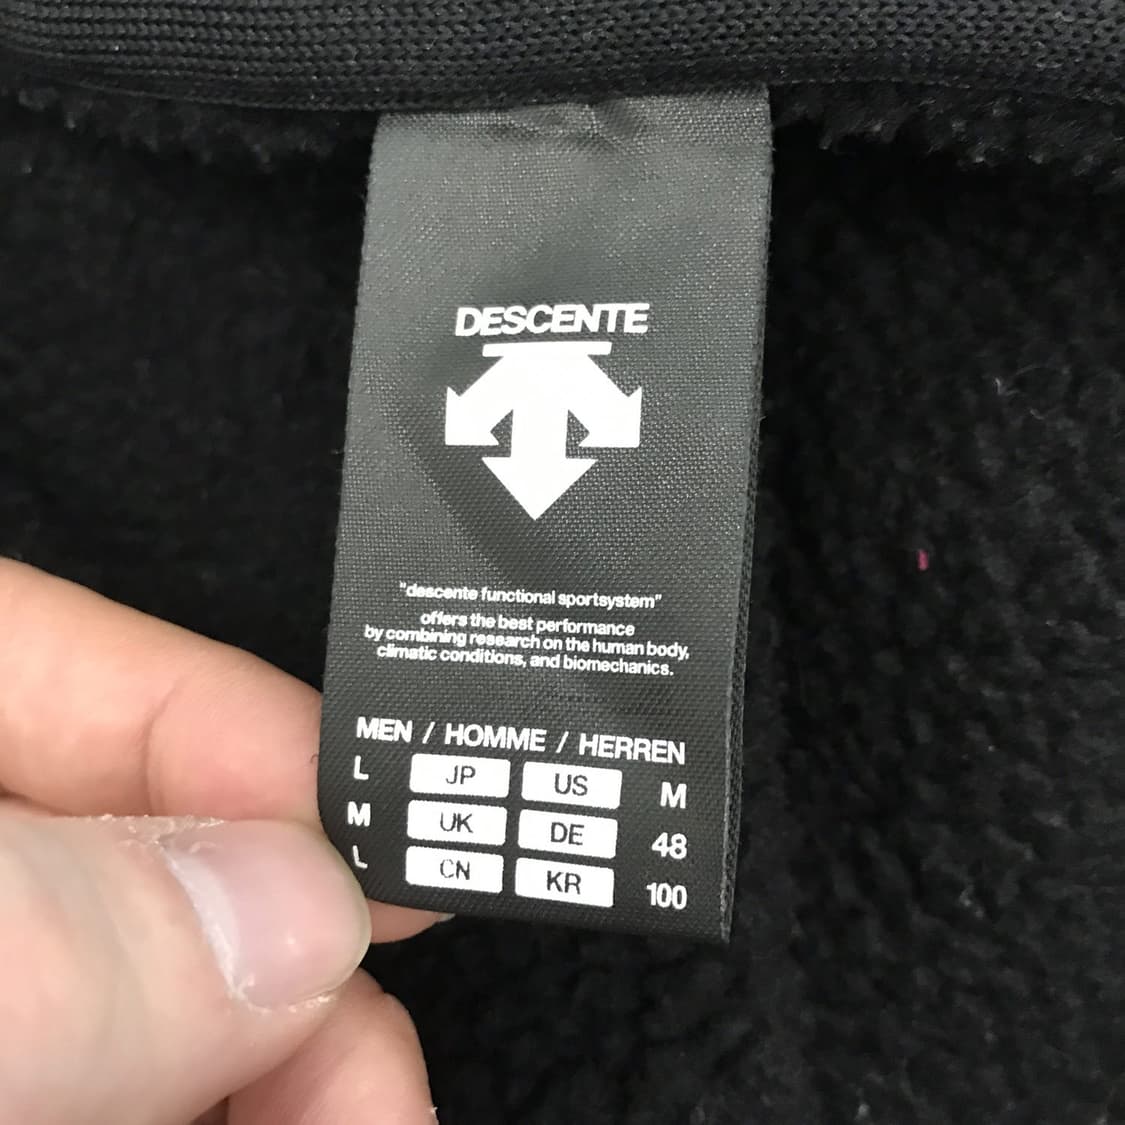 DESCENTE
"descente functional sportsystem"
offers the best performance
by combining research on the human body,
climatic conditions, and biomechanics.
MEN / HOMME / HERREN
L JP US M
M UK DE 48
L CN KR 100